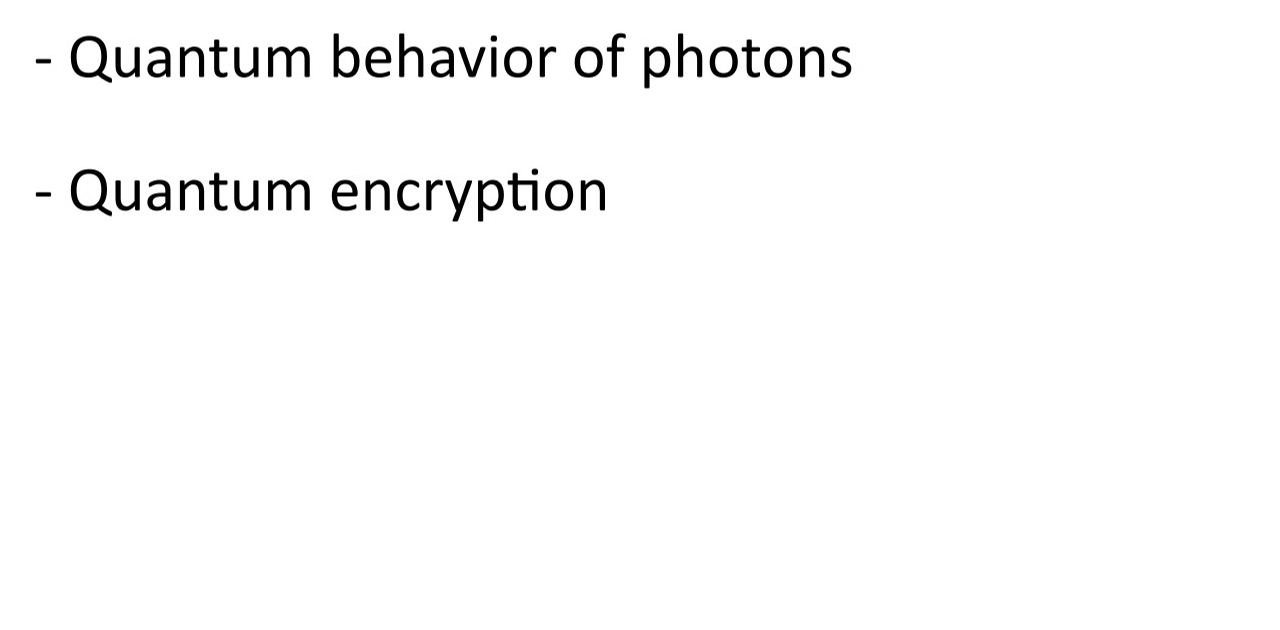 - Quantum behavior of photons
- Quantum encryption